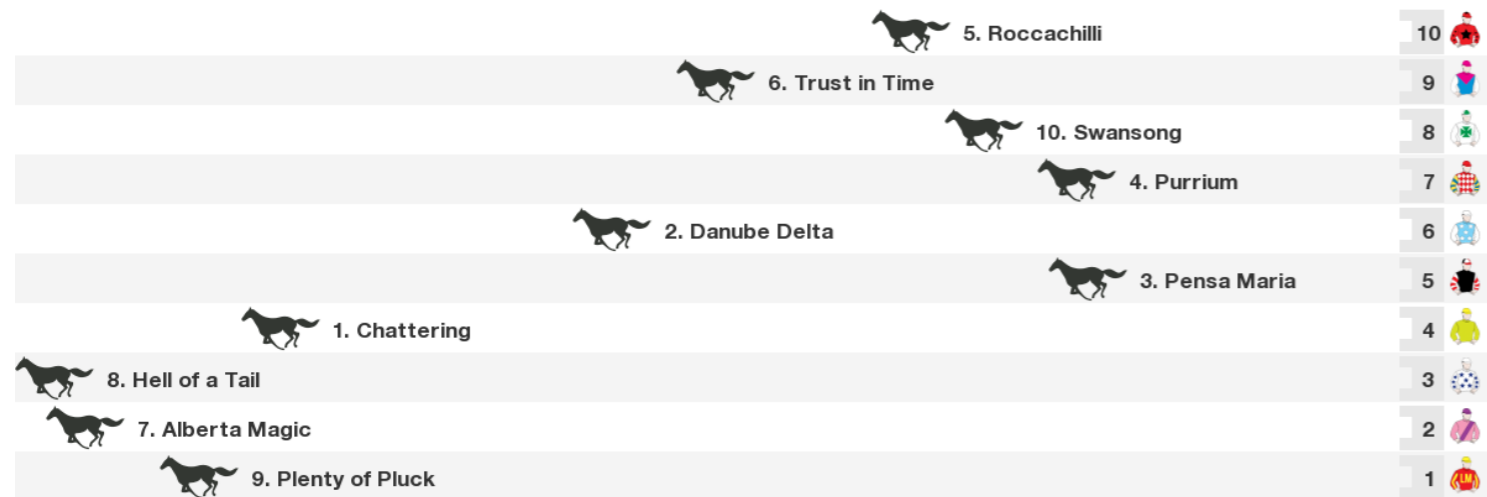 5. Roccachilli 10
6. Trust in Time 9
10. Swansong 8
4. Purrium 7
2. Danube Delta 6
3. Pensa Maria 5
1. Chattering 4
8. Hell of a Tail 3
7. Alberta Magic 2
9. Plenty of Pluck 1 LM